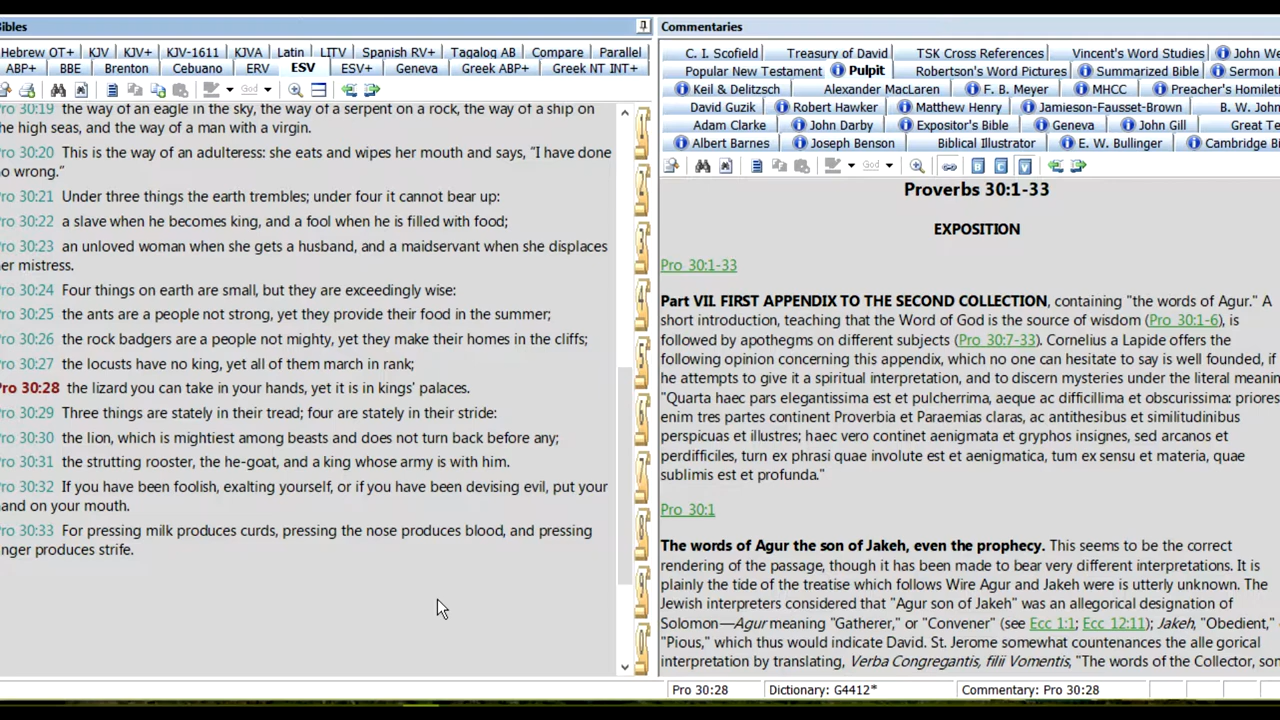 Bibles
Hebrew OT+ KJV KJV+ KJV-1611 KJVA Latin LITV Spanish RV+ Tagalog AB Compare Parallel
ABP+ BBE Brenton Cebuano ERV ESV ESV+ Geneva Greek ABP+ Greek NT INT+
God
Pro 30:19 the way of an eagle in the sky, the way of a serpent on a rock, the way of a ship on
the high seas, and the way of a man with a virgin.
Pro 30:20 This is the way of an adulteress: she eats and wipes her mouth and says, “I have done
no wrong.”
Pro 30:21 Under three things the earth trembles; under four it cannot bear up:
Pro 30:22 a slave when he becomes king, and a fool when he is filled with food;
Pro 30:23 an unloved woman when she gets a husband, and a maidservant when she displaces
her mistress.
Pro 30:24 Four things on earth are small, but they are exceedingly wise:
Pro 30:25 the ants are a people not strong, yet they provide their food in the summer;
Pro 30:26 the rock badgers are a people not mighty, yet they make their homes in the cliffs;
Pro 30:27 the locusts have no king, yet all of them march in rank;
Pro 30:28 the lizard you can take in your hands, yet it is in kings' palaces.
Pro 30:29 Three things are stately in their tread; four are stately in their stride:
Pro 30:30 the lion, which is mightiest among beasts and does not turn back before any;
Pro 30:31 the strutting rooster, the he-goat, and a king whose army is with him.
Pro 30:32 If you have been foolish, exalting yourself, or if you have been devising evil, put your
hand on your mouth.
Pro 30:33 For pressing milk produces curds, pressing the nose produces blood, and pressing
anger produces strife.
1
2
3
4
5
6
7
8
9
0
Commentaries
C. I. Scofield Treasury of David TSK Cross References Vincent's Word Studies John We
Popular New Testament Pulpit Robertson's Word Pictures Summarized Bible Sermon
Keil & Delitzsch Alexander MacLaren F. B. Meyer MHCC Preacher's Homileti
David Guzik Robert Hawker Matthew Henry Jamieson-Fausset-Brown B. W. John
Adam Clarke John Darby Expositor's Bible Geneva John Gill Great Te
Albert Barnes Joseph Benson Biblical Illustrator E. W. Bullinger Cambridge Bi
God B C V
Proverbs 30:1-33
EXPOSITION
Pro 30:1-33
Part VII. FIRST APPENDIX TO THE SECOND COLLECTION, containing "the words of Agur." A
short introduction, teaching that the Word of God is the source of wisdom (Pro 30:1-6), is
followed by apothegms on different subjects (Pro 30:7-33). Cornelius a Lapide offers the
following opinion concerning this appendix, which no one can hesitate to say is well founded, if
he attempts to give it a spiritual interpretation, and to discern mysteries under the literal meanin
"Quarta haec pars elegantissima est et pulcherrima, aeque ac difficillima et obscurissima: priores
enim tres partes continent Proverbia et Paraemias claras, ac antithesibus et similitudinibus
perspicuas et illustres; haec vero continet aenigmata et gryphos insignes, sed arcanos et
perdifficiles, turn ex phrasi quae involute est et aenigmatica, tum ex sensu et materia, quae
sublimis est et profunda."
Pro 30:1
The words of Agur the son of Jakeh, even the prophecy. This seems to be the correct
rendering of the passage, though it has been made to bear very different interpretations. It is
plainly the tide of the treatise which follows Wire Agur and Jakeh were is utterly unknown. The
Jewish interpreters considered that "Agur son of Jakeh" was an allegorical designation of
Solomon—Agur meaning "Gatherer," or "Convener" (see Ecc 1:1; Ecc 12:11); Jakeh, "Obedient,"
"Pious," which thus would indicate David. St. Jerome somewhat countenances the alle gorical
interpretation by translating, Verba Congregantis, filii Vomentis, "The words of the Collector, son
Pro 30:28 Dictionary: G4412* Commentary: Pro 30:28